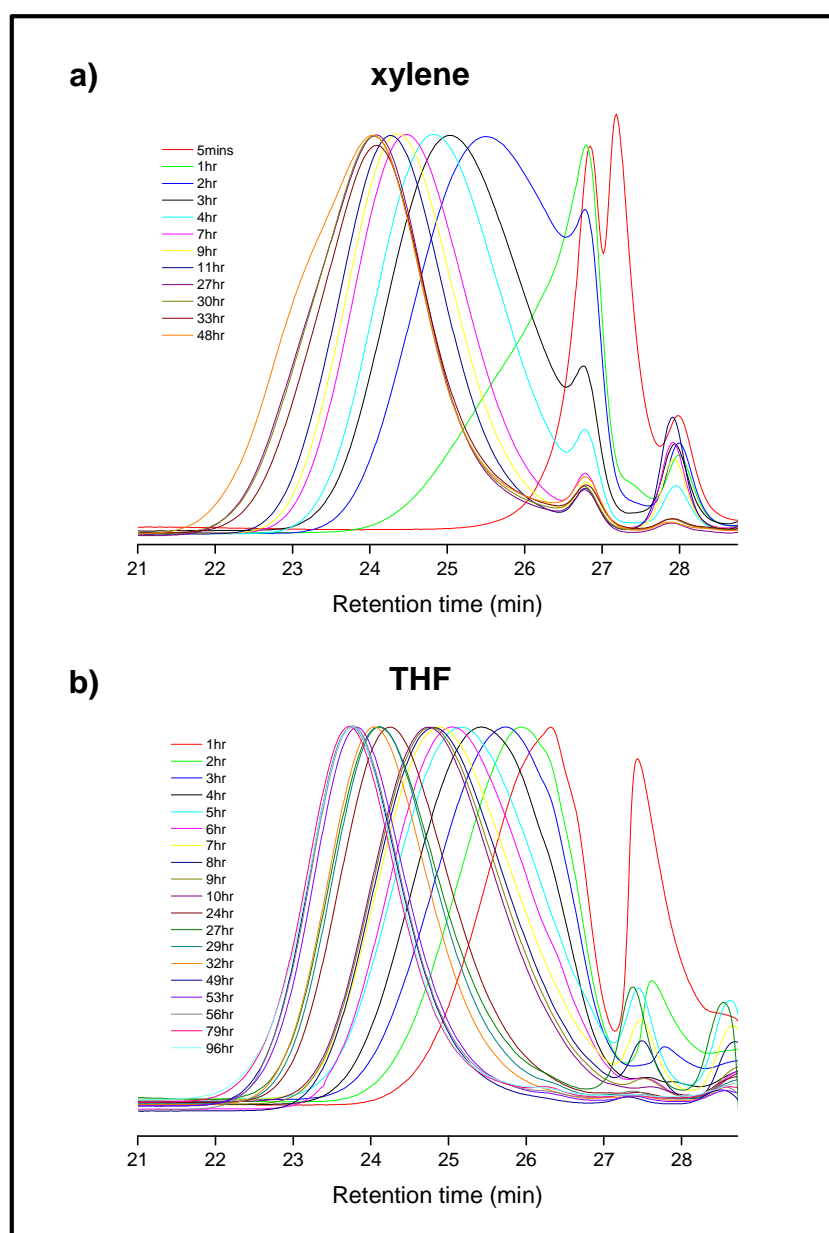 a)
xylene
5mins
1hr
2hr
3hr
4hr
7hr
9hr
11hr
27hr
30hr
33hr
48hr
21 22 23 24 25 26 27 28
Retention time (min)
b)
THF
1hr
2hr
3hr
4hr
5hr
6hr
7hr
8hr
9hr
10hr
24hr
27hr
29hr
32hr
49hr
53hr
56hr
79hr
96hr
21 22 23 24 25 26 27 28
Retention time (min)